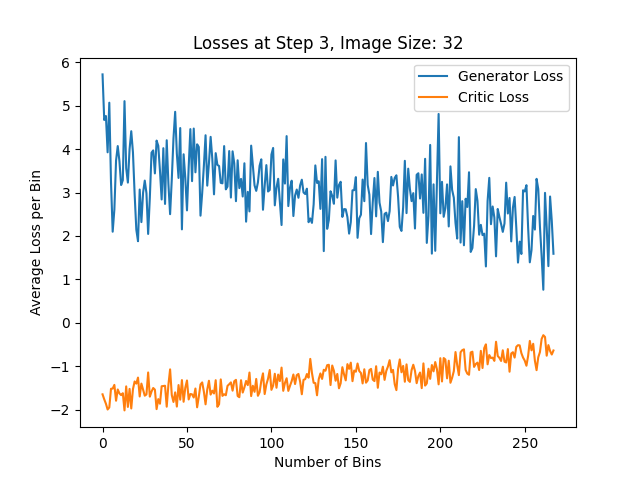 Losses at Step 3, Image Size: 32
Generator Loss
Critic Loss
6
5
4
3
2
1
0
−1
−2
Average Loss per Bin
0 50 100 150 200 250
Number of Bins